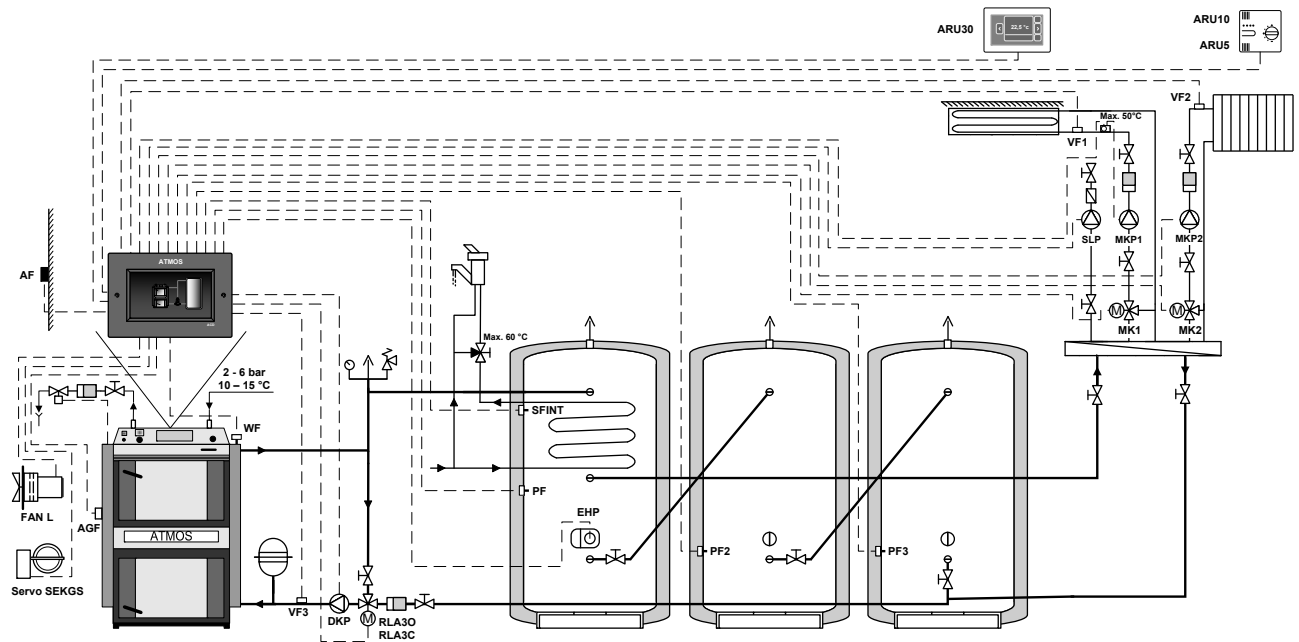 ARU30
22,5 °c
ARU10
ARU5
VF2
Max. 50°C
VF1
AF
ATMOS
SLP
MKP1
MKP2
M
MK1
M
MK2
Max. 60 °C
2 - 6 bar
10 – 15 °C
WF
SFINT
PF
EHP
PF2
PF3
FAN L
AGF
ATMOS
Servo SEKGS
VF3
DKP
M
RLA3O
RLA3C